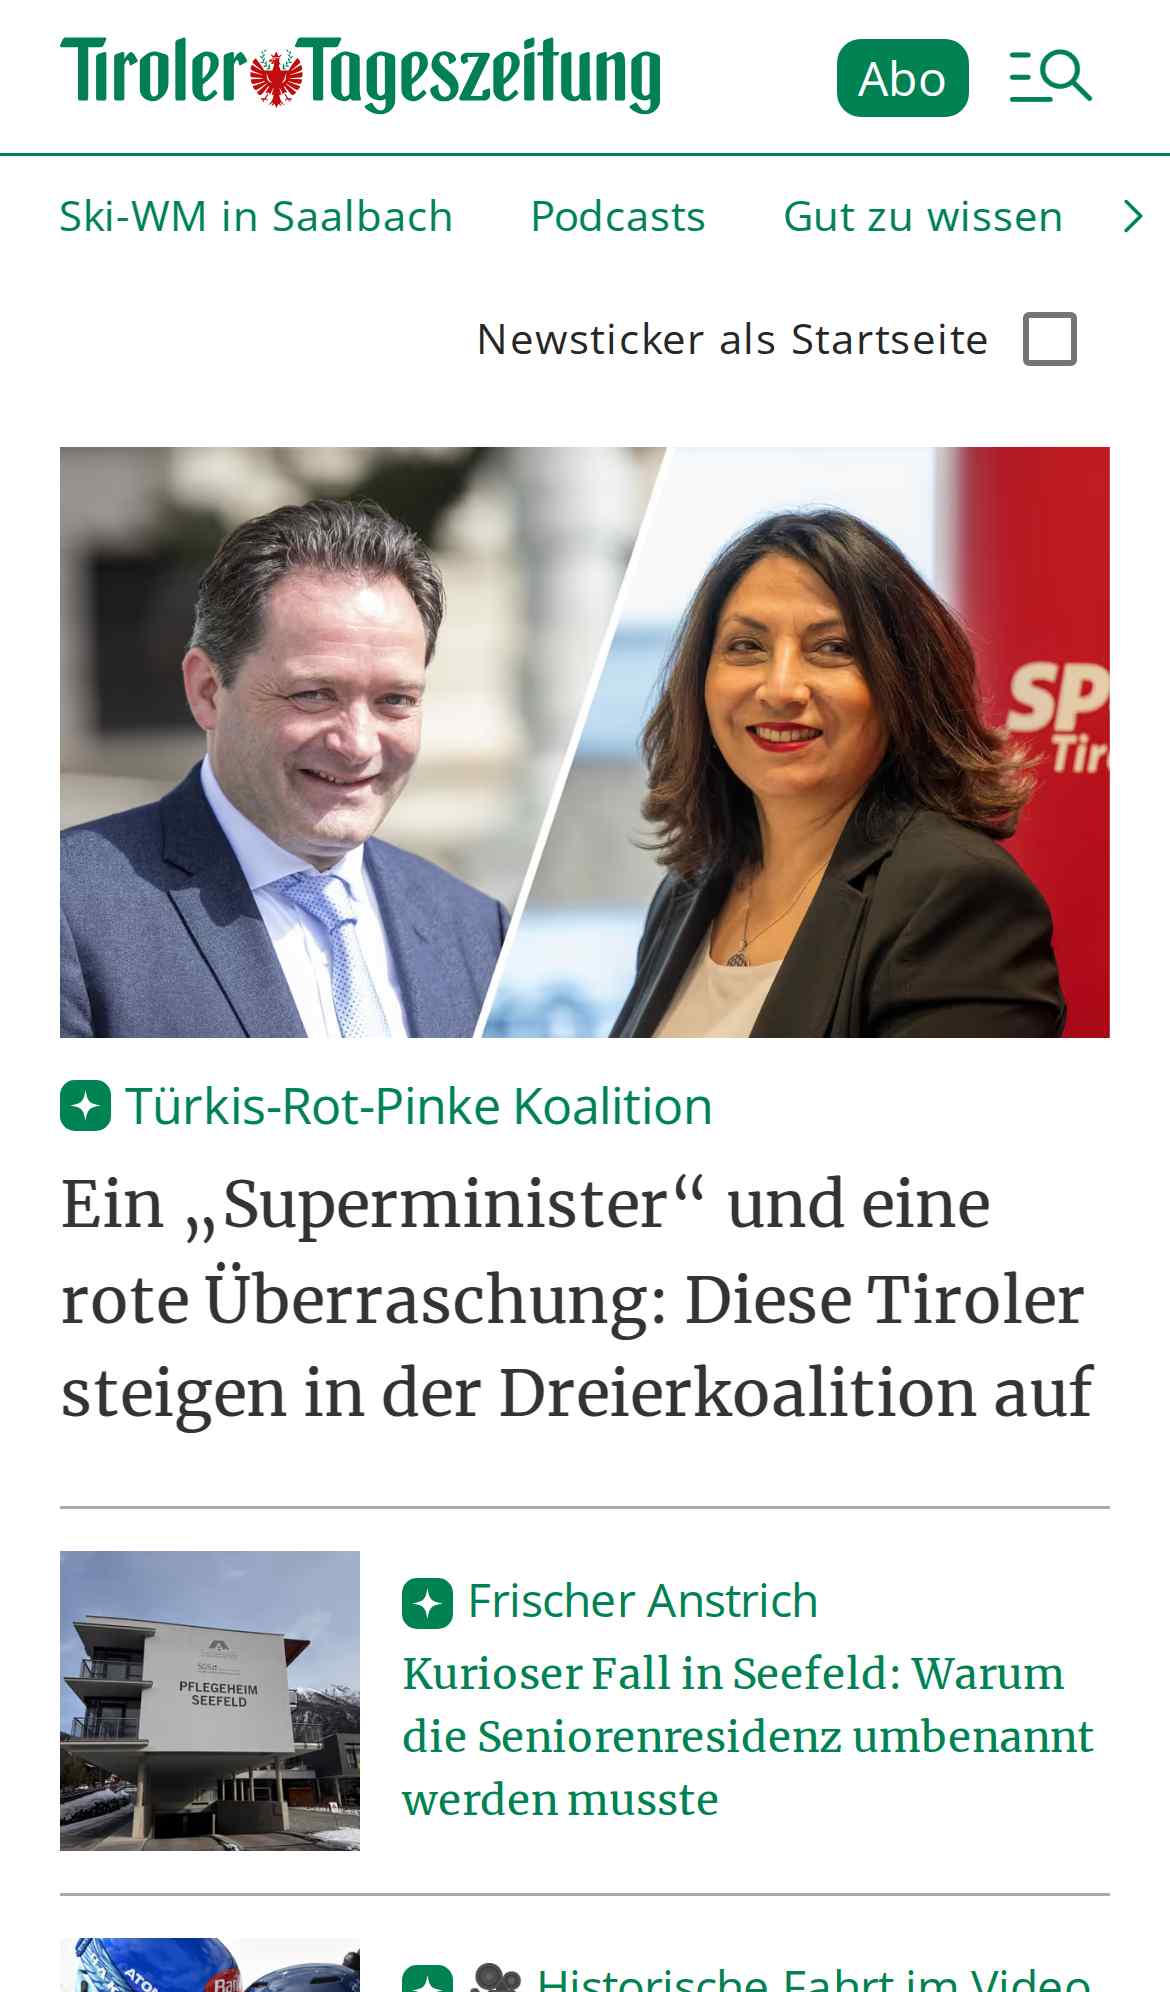 Tiroler Tageszeitung
Abo
Ski-WM in Saalbach Podcasts Gut zu wissen
Newsticker als Startseite
SP
Tir
Türkis-Rot-Pinke Koalition
Ein „Superminister“ und eine
rote Überraschung: Diese Tiroler
steigen in der Dreierkoalition auf
PFLEGEHEIM
SEEFELD
Frischer Anstrich
Kurioser Fall in Seefeld: Warum
die Seniorenresidenz umbenannt
werden musste
ATOM
Historische Fahrt im Video